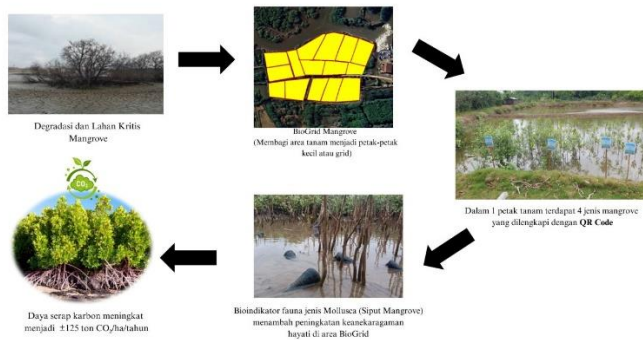 Degradasi dan Lahan Kritis
Mangrove
BioGrid Mangrove
(Membagi area tanam menjadi petak-petak
kecil atau grid)
Dalam 1 petak tanam terdapat 4 jenis mangrove
yang dilengkapi dengan QR Code
Bioindikator fauna jenis Mollusca (Siput Mangrove)
menambah peningkatan keanekaragaman
hayati di area BioGrid
CO₂
Daya serap karbon meningkat
menjadi ±125 ton CO₂/ha/tahun